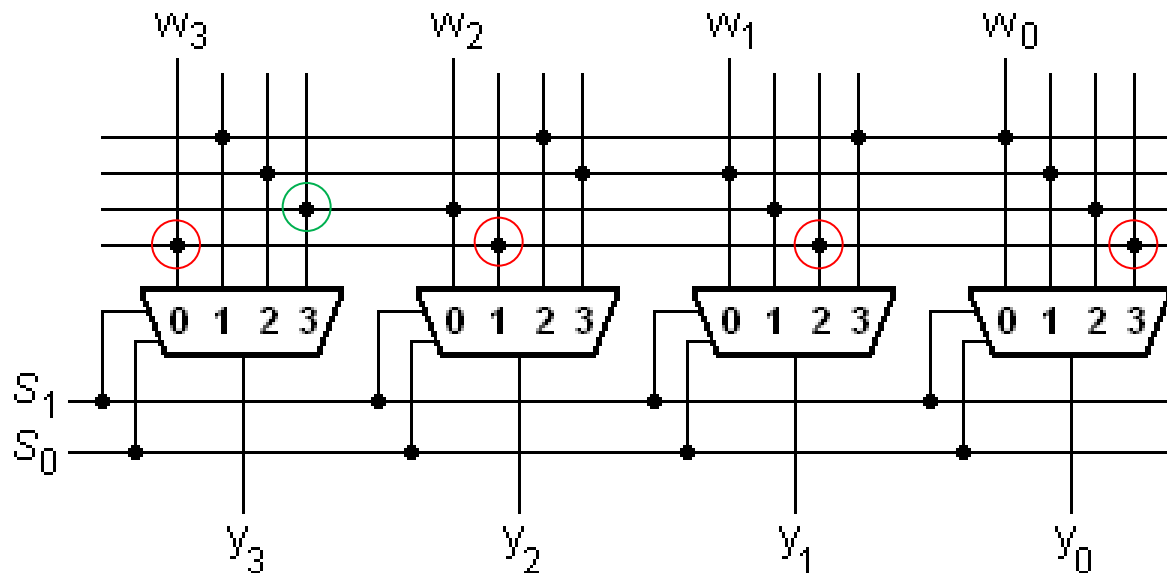 w₃ w₂ w₁ w₀
0 1 2 3 0 1 2 3 0 1 2 3 0 1 2 3
S₁
S₀
y₃ y₂ y₁ y₀